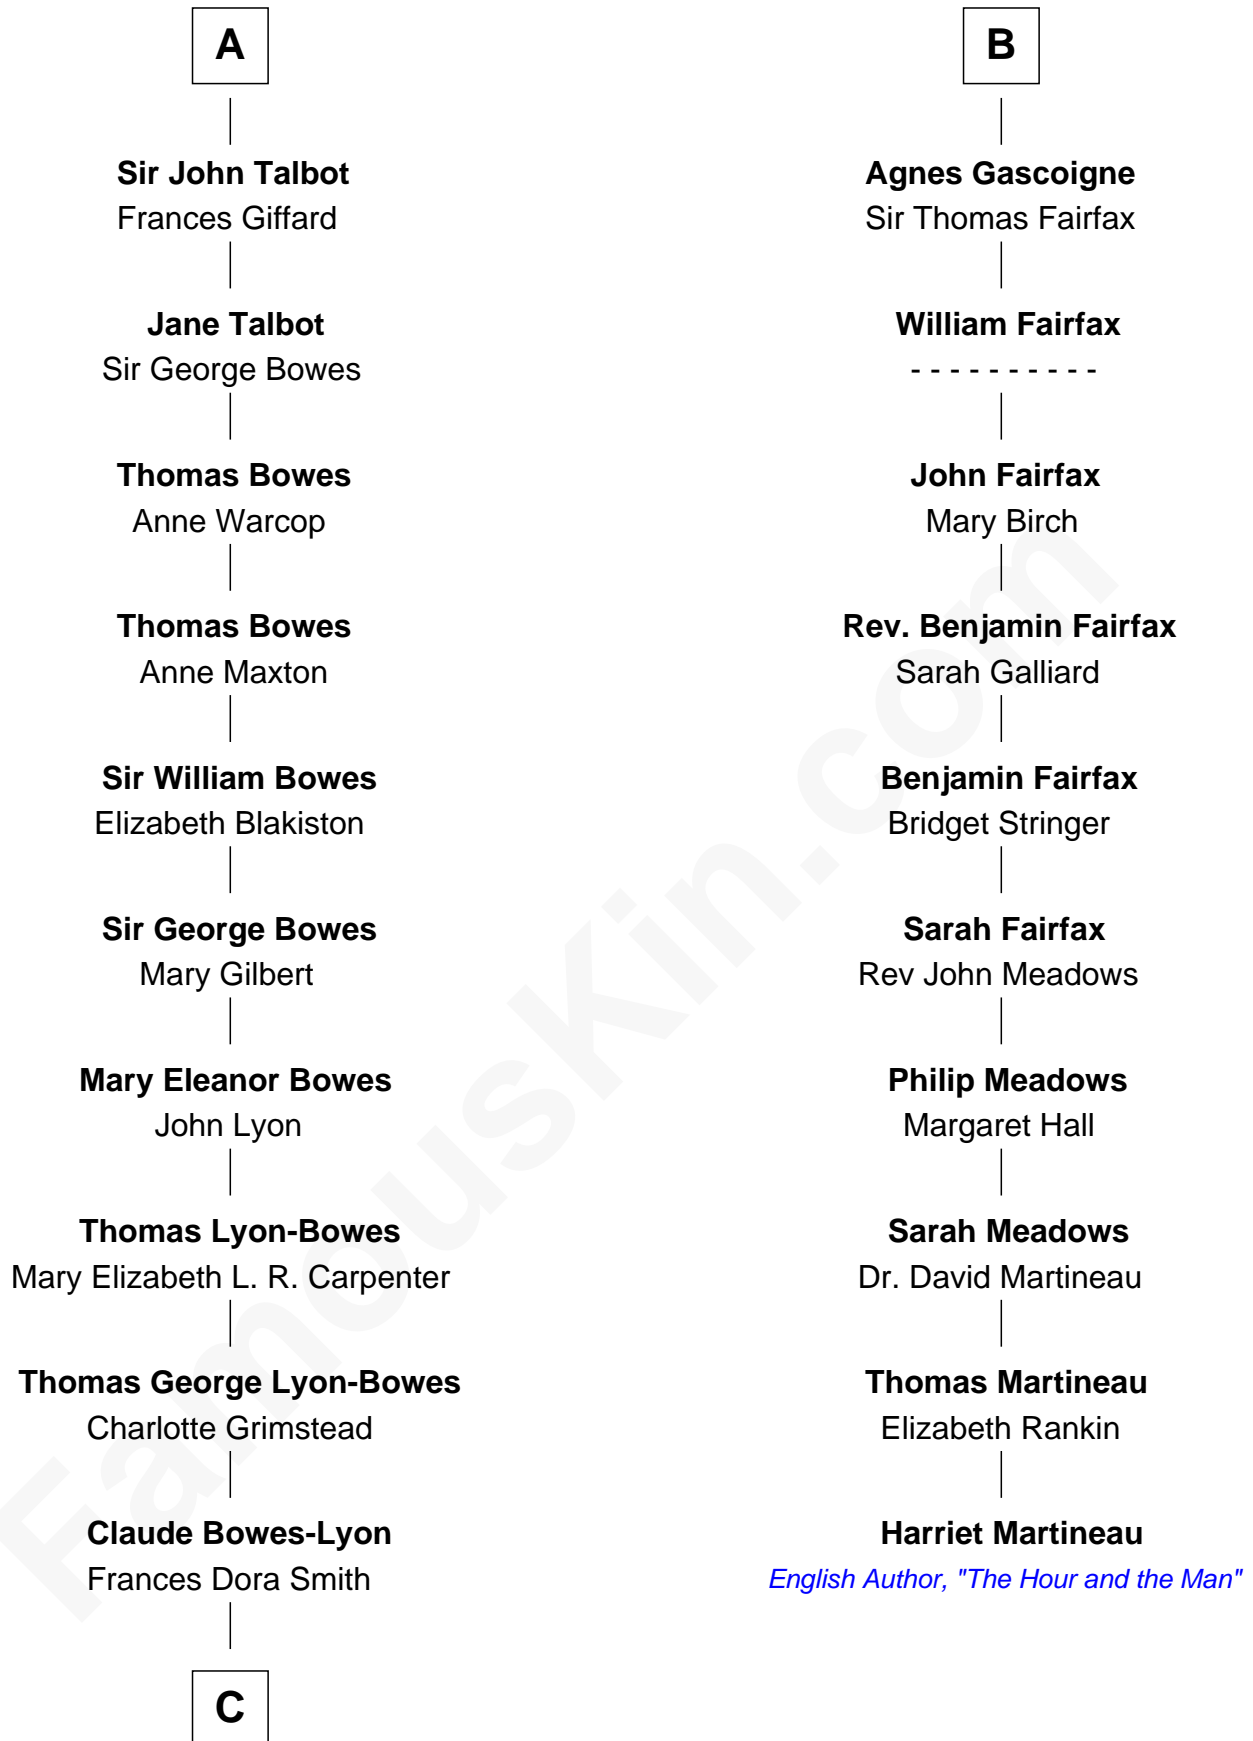 A
Sir John Talbot
Frances Giffard
Jane Talbot
Sir George Bowes
Thomas Bowes
Anne Warcop
Thomas Bowes
Anne Maxton
Sir William Bowes
Elizabeth Blakiston
Sir George Bowes
Mary Gilbert
Mary Eleanor Bowes
John Lyon
Thomas Lyon-Bowes
Mary Elizabeth L. R. Carpenter
Thomas George Lyon-Bowes
Charlotte Grimstead
Claude Bowes-Lyon
Frances Dora Smith
C
B
Agnes Gascoigne
Sir Thomas Fairfax
William Fairfax
- - - - - - - - - -
John Fairfax
Mary Birch
Rev. Benjamin Fairfax
Sarah Galliard
Benjamin Fairfax
Bridget Stringer
Sarah Fairfax
Rev John Meadows
Philip Meadows
Margaret Hall
Sarah Meadows
Dr. David Martineau
Thomas Martineau
Elizabeth Rankin
Harriet Martineau
English Author, "The Hour and the Man"
FamousKin.com